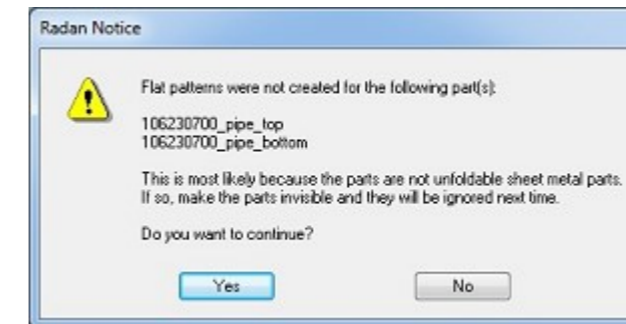 Radan Notice
Flat patterns were not created for the following part(s):
106230700_pipe_top
106230700_pipe_bottom
This is most likely because the parts are not unfoldable sheet metal parts.
If so, make the parts invisible and they will be ignored next time.
Do you want to continue?
Yes
No